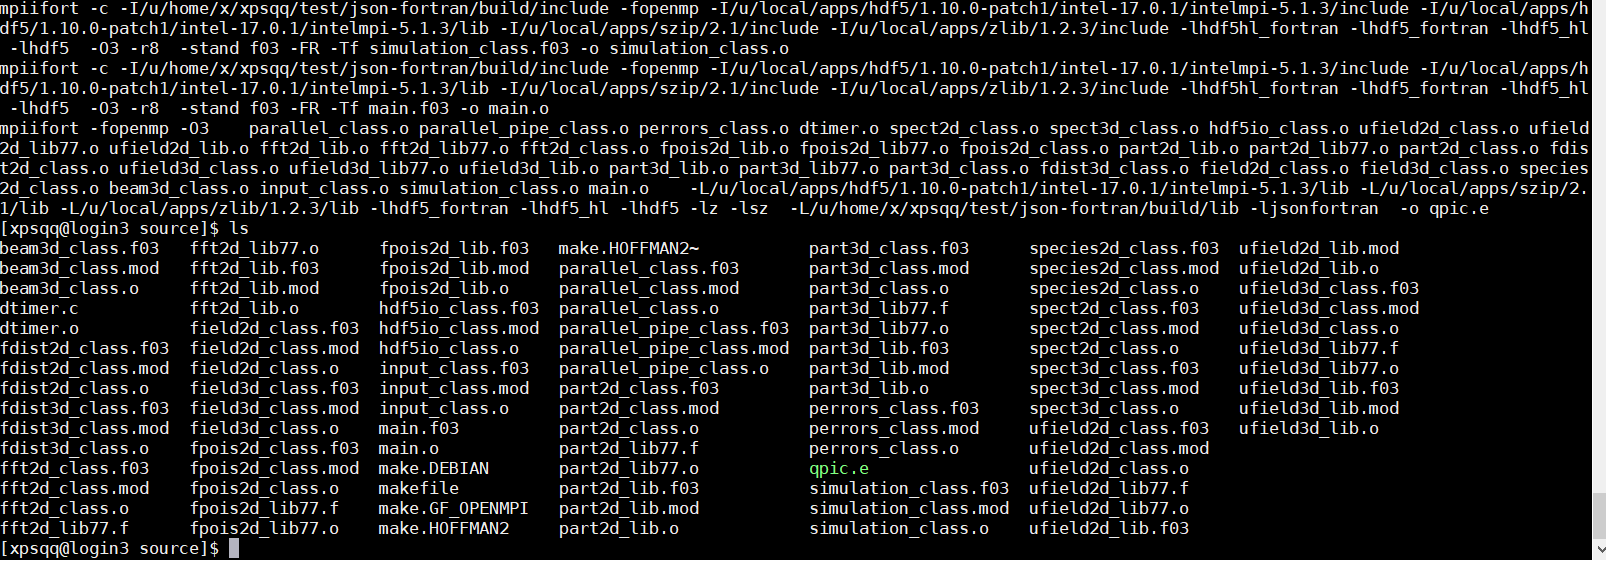 mpiifort -c -I/u/home/x/xpsqq/test/json-fortran/build/include -fopenmp -I/u/local/apps/hdf5/1.10.0-patch1/intel-17.0.1/intelmpi-5.1.3/include -I/u/local/apps/h
df5/1.10.0-patch1/intel-17.0.1/intelmpi-5.1.3/lib -I/u/local/apps/szip/2.1/include -I/u/local/apps/zlib/1.2.3/include -lhdf5hl_fortran -lhdf5_fortran -lhdf5_hl
 -lhdf5  -O3 -r8  -stand f03 -FR -Tf simulation_class.f03 -o simulation_class.o
mpiifort -c -I/u/home/x/xpsqq/test/json-fortran/build/include -fopenmp -I/u/local/apps/hdf5/1.10.0-patch1/intel-17.0.1/intelmpi-5.1.3/include -I/u/local/apps/h
df5/1.10.0-patch1/intel-17.0.1/intelmpi-5.1.3/lib -I/u/local/apps/szip/2.1/include -I/u/local/apps/zlib/1.2.3/include -lhdf5hl_fortran -lhdf5_fortran -lhdf5_hl
 -lhdf5  -O3 -r8  -stand f03 -FR -Tf main.f03 -o main.o
mpiifort -fopenmp -O3    parallel_class.o parallel_pipe_class.o perrors_class.o dtimer.o spect2d_class.o spect3d_class.o hdf5io_class.o ufield2d_class.o ufield
2d_lib77.o ufield2d_lib.o fft2d_lib.o fft2d_lib77.o fft2d_class.o fpois2d_lib.o fpois2d_lib77.o fpois2d_class.o part2d_lib.o part2d_lib77.o part2d_class.o fdis
t2d_class.o ufield3d_class.o ufield3d_lib77.o ufield3d_lib.o part3d_lib.o part3d_lib77.o part3d_class.o fdist3d_class.o field2d_class.o field3d_class.o species
2d_class.o beam3d_class.o input_class.o simulation_class.o main.o    -L/u/local/apps/hdf5/1.10.0-patch1/intel-17.0.1/intelmpi-5.1.3/lib -L/u/local/apps/szip/2.
1/lib -L/u/local/apps/zlib/1.2.3/lib -lhdf5_fortran -lhdf5_hl -lhdf5 -lz -lsz  -L/u/home/x/xpsqq/test/json-fortran/build/lib -ljsonfortran  -o qpic.e
[xpsqq@login3 source]$ ls
beam3d_class.f03   fft2d_lib77.o      fpois2d_lib.f03   make.HOFFMAN2~           part3d_class.f03      species2d_class.f03  ufield2d_lib.mod
beam3d_class.mod   fft2d_lib.f03      fpois2d_lib.mod   parallel_class.f03       part3d_class.mod      species2d_class.mod  ufield2d_lib.o
beam3d_class.o     fft2d_lib.mod      fpois2d_lib.o     parallel_class.mod       part3d_class.o        species2d_class.o    ufield3d_class.f03
dtimer.c           fft2d_lib.o        hdf5io_class.f03  parallel_class.o         part3d_lib77.f        spect2d_class.f03    ufield3d_class.mod
dtimer.o           field2d_class.f03  hdf5io_class.mod  parallel_pipe_class.f03  part3d_lib77.o        spect2d_class.mod    ufield3d_class.o
fdist2d_class.f03  field2d_class.mod  hdf5io_class.o    parallel_pipe_class.mod  part3d_lib.f03        spect2d_class.o      ufield3d_lib77.f
fdist2d_class.mod  field2d_class.o    input_class.f03   parallel_pipe_class.o    part3d_lib.mod        spect3d_class.f03    ufield3d_lib77.o
fdist2d_class.o    field3d_class.f03  input_class.mod   part2d_class.f03         part3d_lib.o          spect3d_class.mod    ufield3d_lib.f03
fdist3d_class.f03  field3d_class.mod  input_class.o     part2d_class.mod         perrors_class.f03     spect3d_class.o      ufield3d_lib.mod
fdist3d_class.mod  field3d_class.o    main.f03          part2d_class.o           perrors_class.mod     ufield2d_class.f03   ufield3d_lib.o
fdist3d_class.o    fpois2d_class.f03  main.o            part2d_lib77.f           perrors_class.o       ufield2d_class.mod
fft2d_class.f03    fpois2d_class.mod  make.DEBIAN       part2d_lib77.o           qpic.e                ufield2d_class.o
fft2d_class.mod    fpois2d_class.o    makefile          part2d_lib.f03           simulation_class.f03  ufield2d_lib77.f
fft2d_class.o      fpois2d_lib77.f    make.GF_OPENMPI   part2d_lib.mod           simulation_class.mod  ufield2d_lib77.o
fft2d_lib77.f      fpois2d_lib77.o    make.HOFFMAN2     part2d_lib.o             simulation_class.o    ufield2d_lib.f03
[xpsqq@login3 source]$